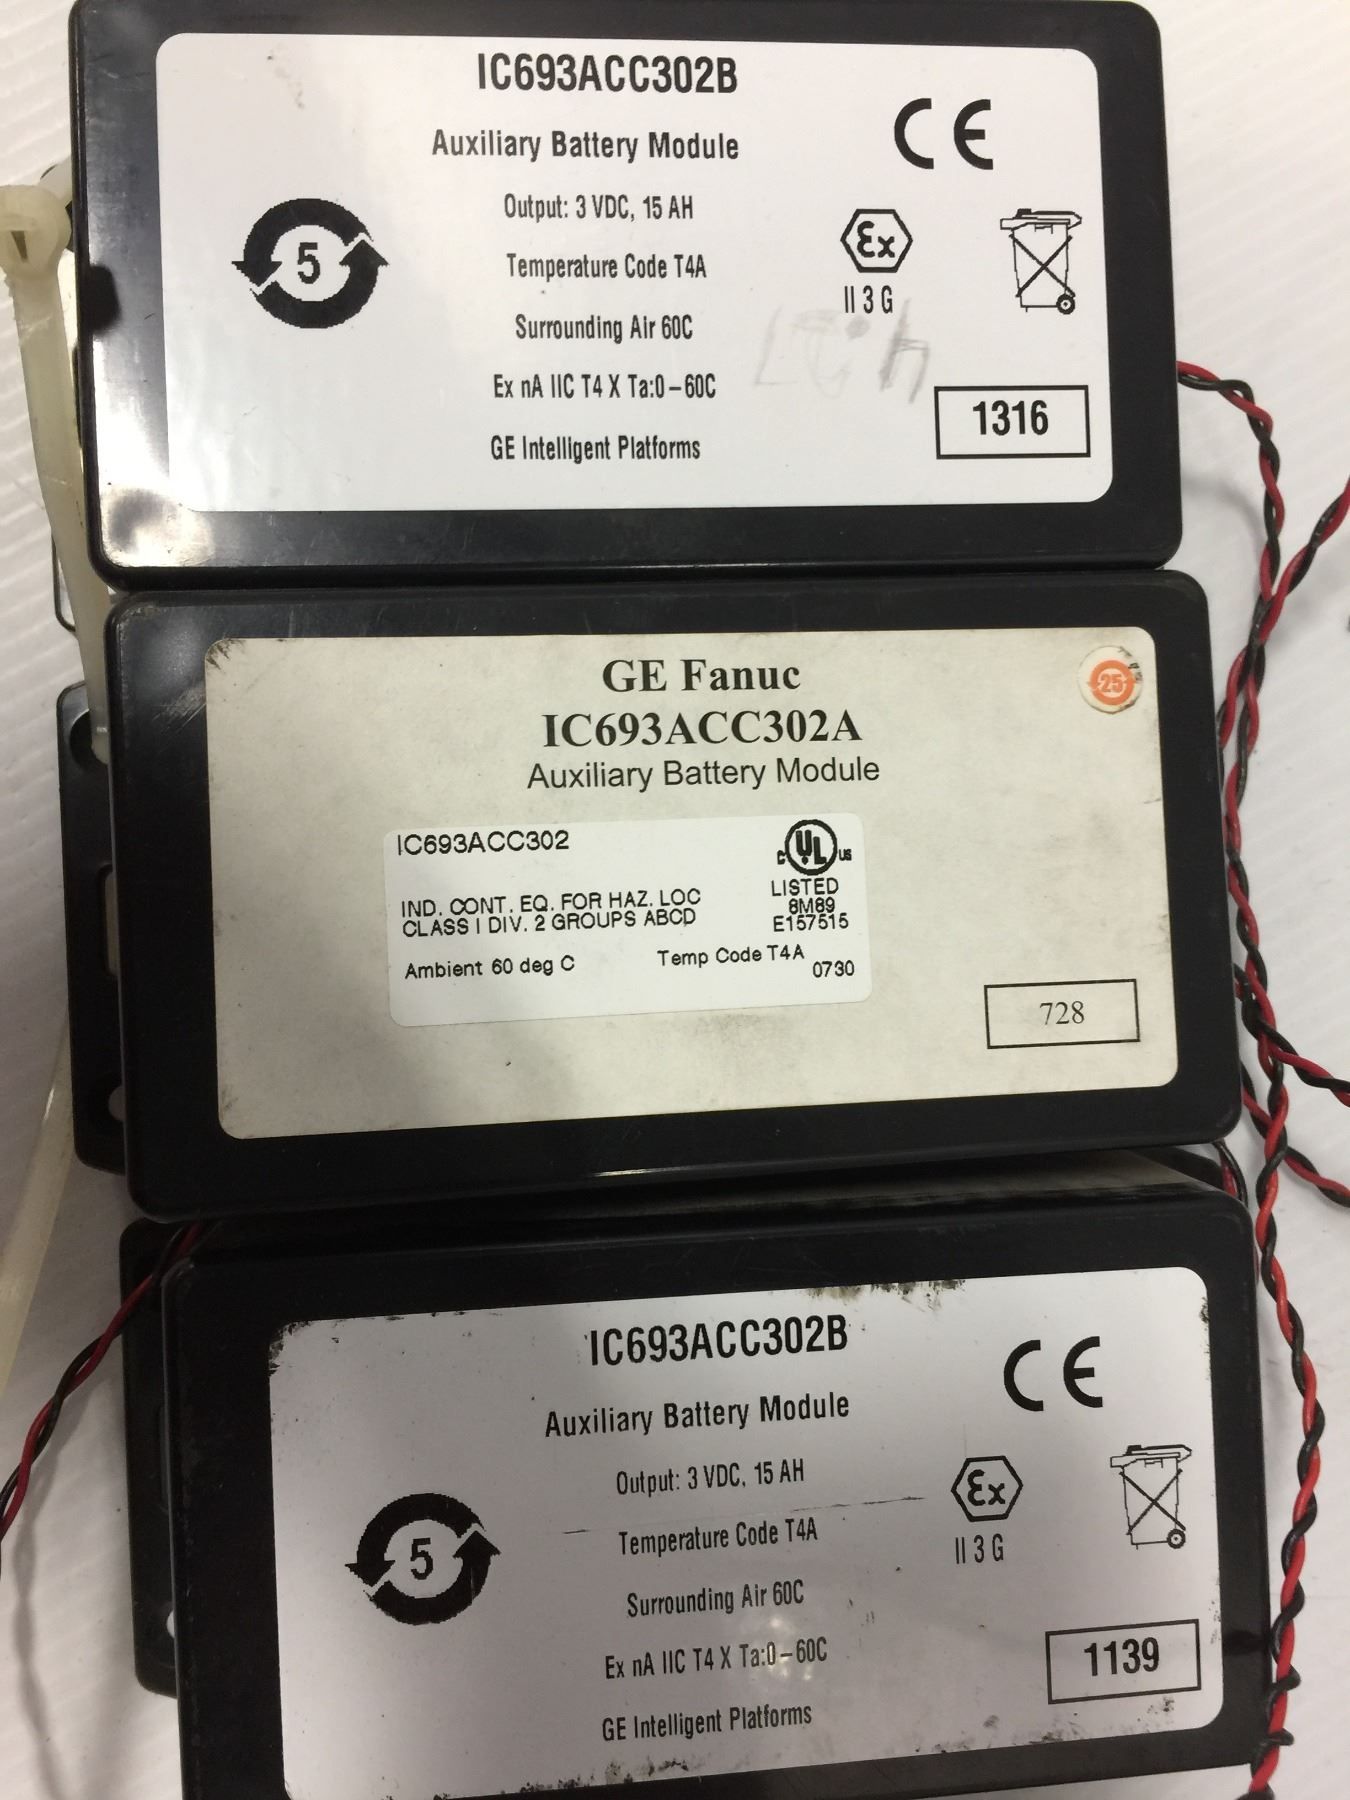 IC693ACC302B
Auxiliary Battery Module
CE
Output: 3 VDC, 15 AH
5
Temperature Code T4A
Ex
II 3 G
Surrounding Air 60C
Ex nA IIC T4 X Ta:0-60C
1316
GE Intelligent Platforms
GE Fanuc
25
IC693ACC302A
Auxiliary Battery Module
IC693ACC302
C UL US
LISTED
8M89
E157515
IND. CONT. EQ. FOR HAZ. LOC
CLASS I DIV. 2 GROUPS ABCD
Ambient 60 deg C
Temp Code T4A
0730
728
IC693ACC302B
Auxiliary Battery Module
CE
Output: 3 VDC, 15 AH
5
Temperature Code T4A
Ex
II 3 G
Surrounding Air 60C
Ex nA IIC T4 X Ta:0-60C
1139
GE Intelligent Platforms